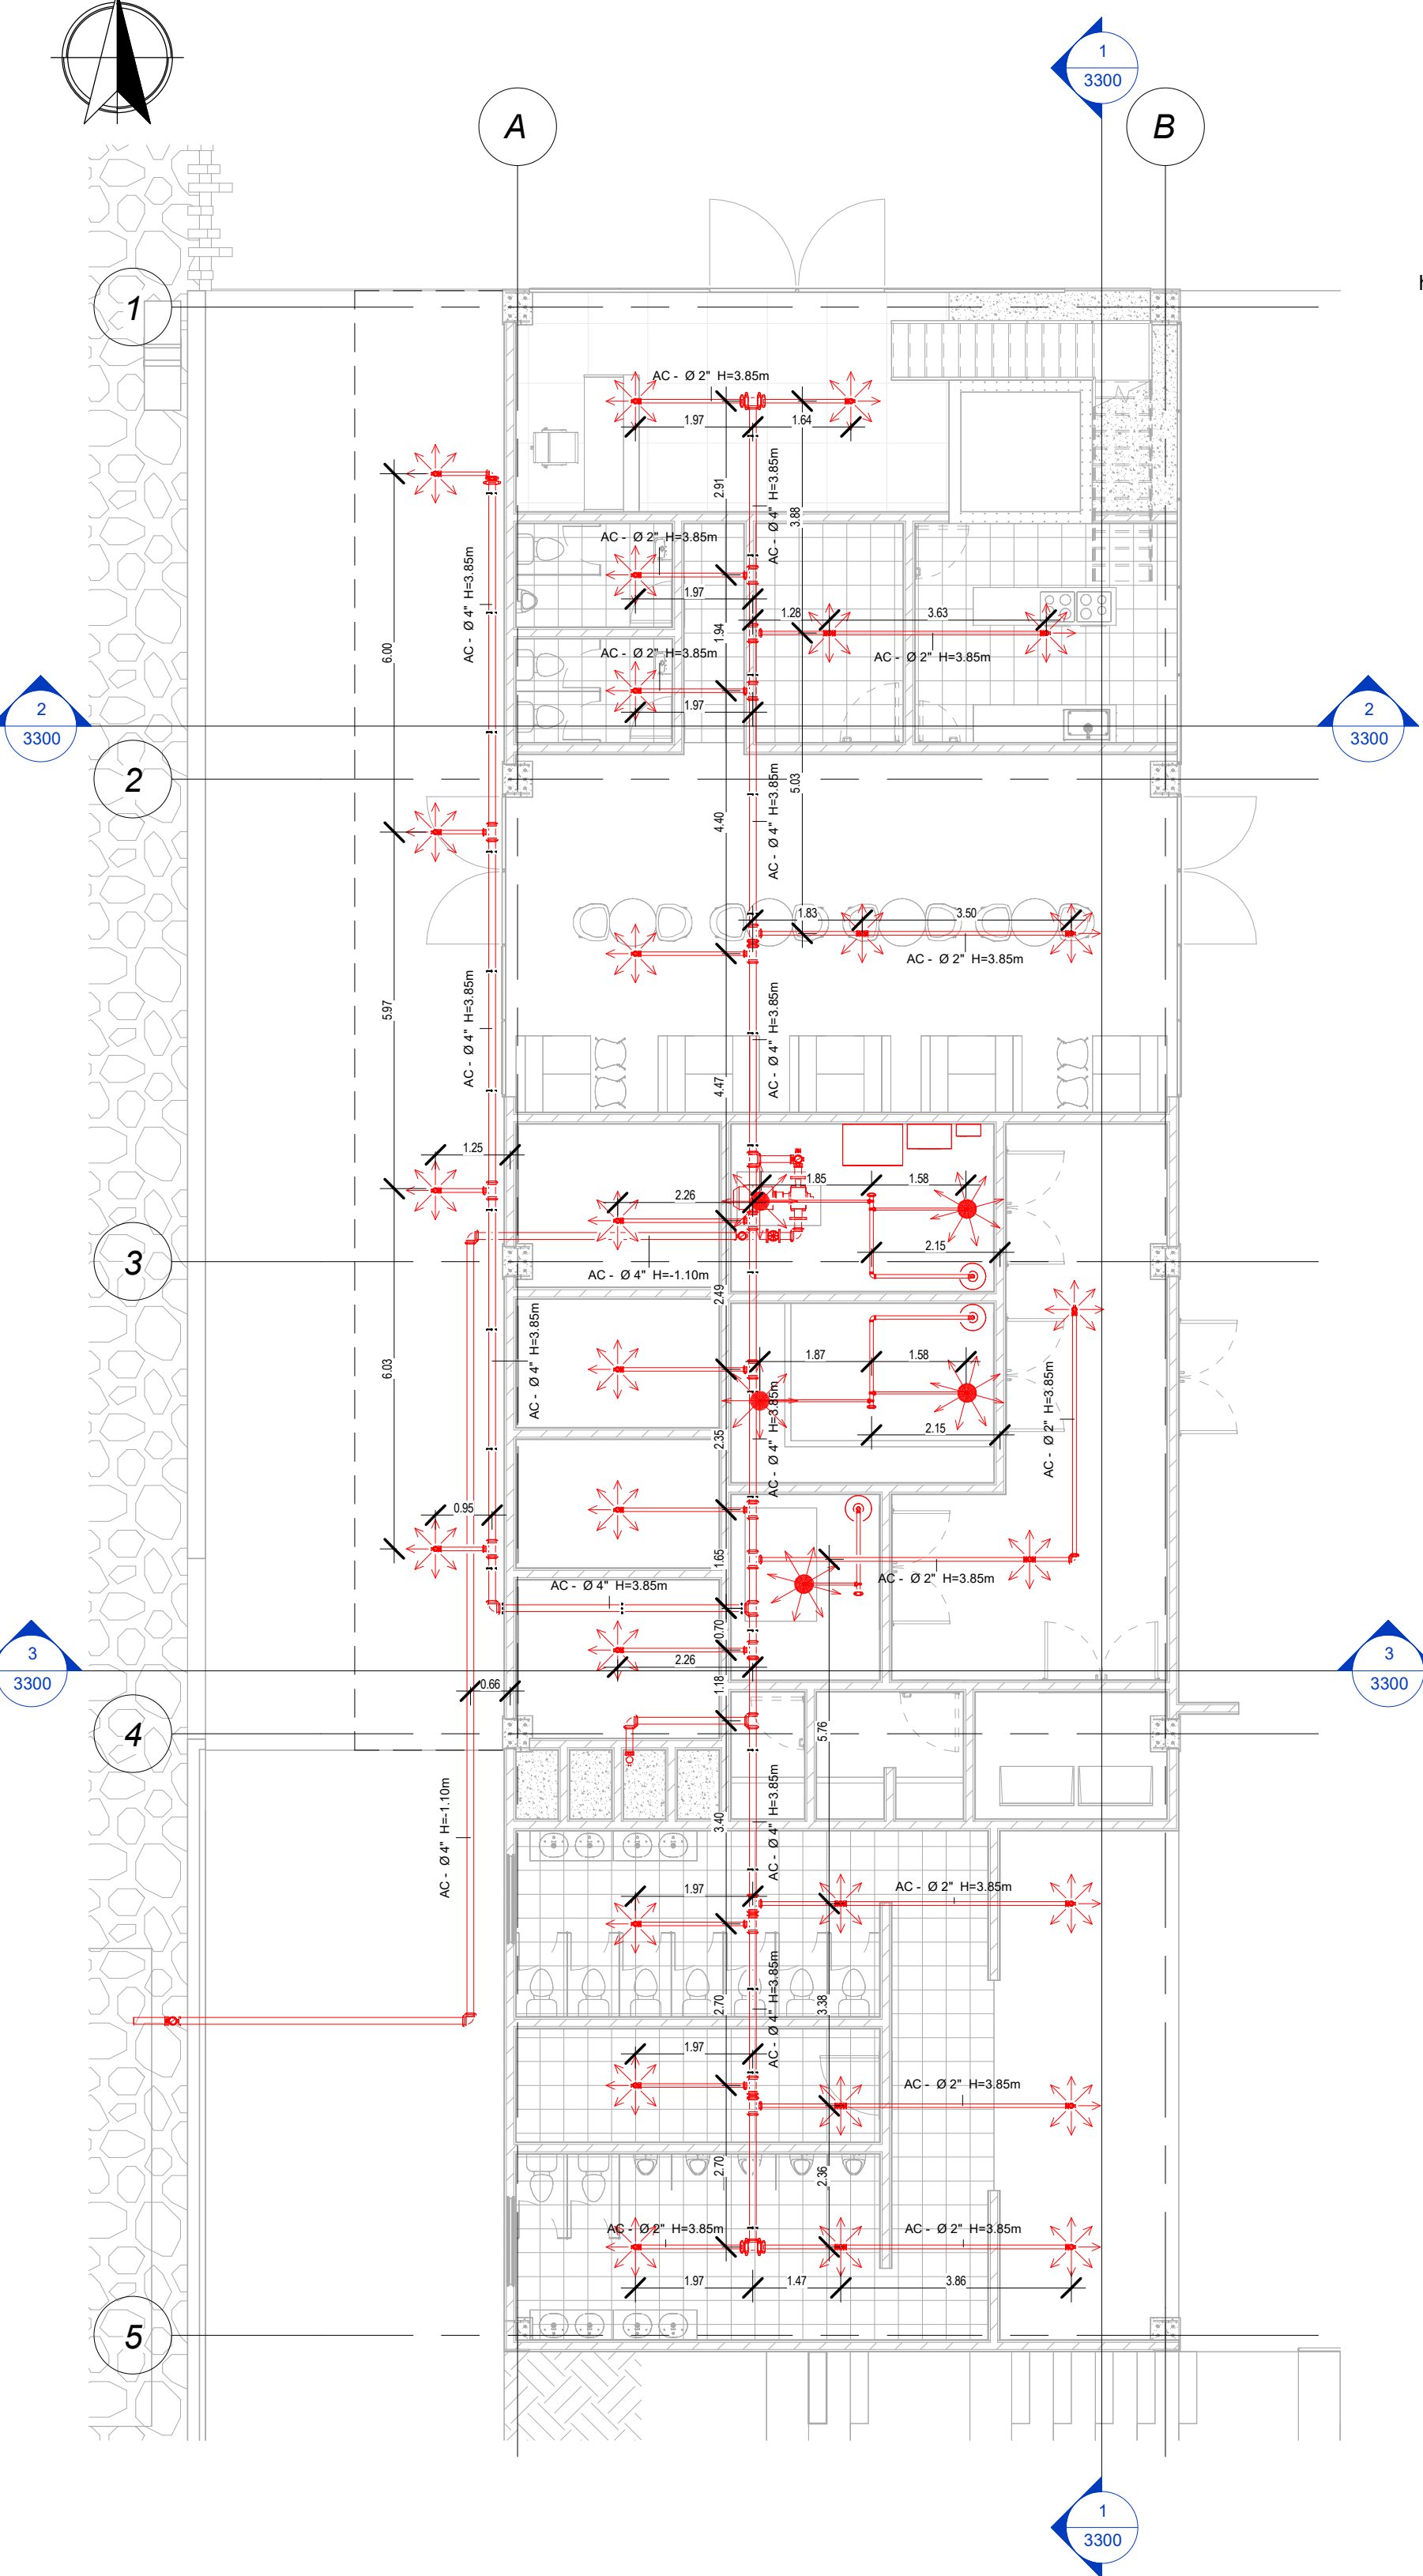 1
3300
A
B
1
h
AC - Ø 2" H=3.85m
1.97
1.64
2.91
AC - Ø 4" H=3.85m
3.88
AC - Ø 2" H=3.85m
AC - Ø 4" H=3.85m
1.97
1.28
3.63
1.94
6.00
AC - Ø 2" H=3.85m
AC - Ø 2" H=3.85m
2
3300
1.97
2
3300
2
5.03
4.40
AC - Ø 4" H=3.85m
1.83
3.50
AC - Ø 2" H=3.85m
5.97
AC - Ø 4" H=3.85m
AC - Ø 4" H=3.85m
4.47
1.25
1.85
1.58
2.26
2.15
3
AC - Ø 4" H=-1.10m
2.49
AC - Ø 4" H=3.85m
6.03
1.87
1.58
AC - Ø 2" H=3.85m
2.35
AC - Ø 4" H=3.85m
2.15
0.95
1.65
AC - Ø 2" H=3.85m
AC - Ø 4" H=3.85m
0.70
3
3300
2.26
3
3300
0.66
1.18
4
5.76
3.40
AC - Ø 4" H=3.85m
AC - Ø 4" H=-1.10m
1.97
AC - Ø 2" H=3.85m
2.70
3.38
AC - Ø 4" H=3.85m
1.97
AC - Ø 2" H=3.85m
2.70
2.36
AC - Ø 2" H=3.85m
AC - Ø 2" H=3.85m
1.97
1.47
3.86
5
1
3300